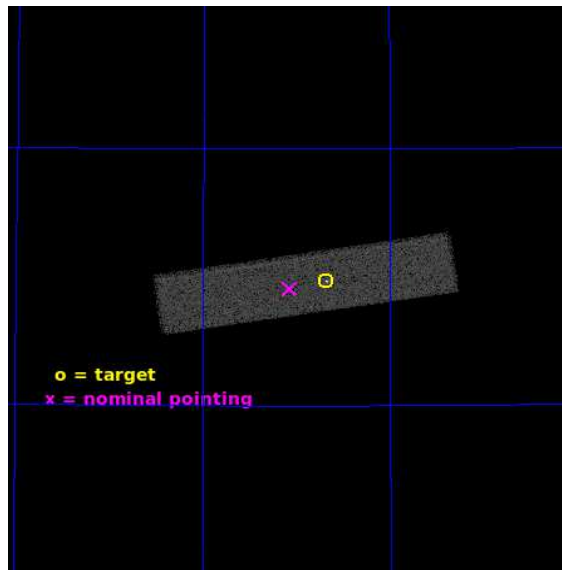 o = target
x = nominal pointing